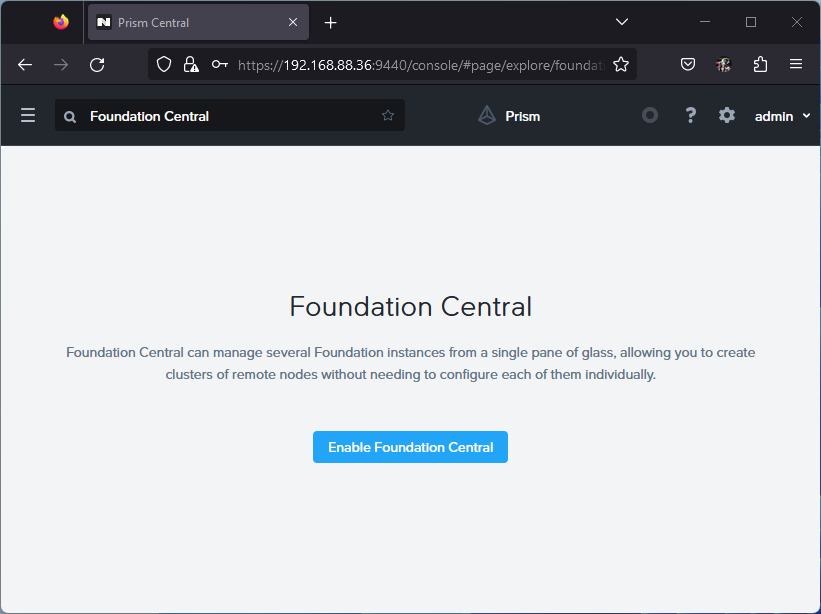 Prism Central
https://192.168.88.36:9440/console/#page/explore/foundat
Foundation Central
Prism
?
admin
Foundation Central
Foundation Central can manage several Foundation instances from a single pane of glass, allowing you to create
clusters of remote nodes without needing to configure each of them individually.
Enable Foundation Central